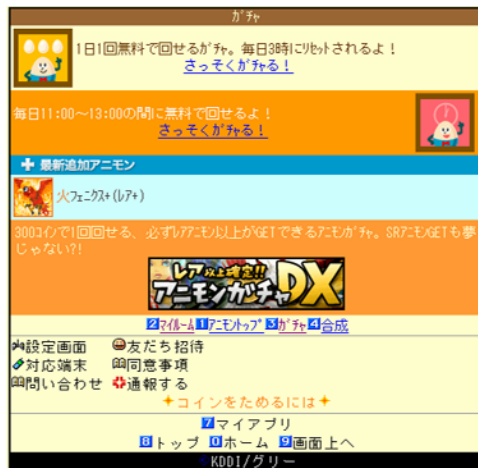 ガチャ
1日1回無料で回せるガチャ。毎日3時にリセットされるよ！
さっそくガチャる！
毎日11:00～13:00の間に無料で回せるよ！
さっそくガチャる！
最新追加アニモン
火フェニクス+(レア+)
300コインで1回回せる、必ずレアアニモン以上がGETできるアニモンガチャ。SRアニモンGETも夢
じゃない?!
レア以上確定!!
アニモンガチャDX
2マイルーム1アニモントップ3ガチャ4合成
設定画面 友だち招待
対応端末 同意事項
問い合わせ 通報する
コインをためるには
7マイアプリ
8トップ 0ホーム 9画面上へ
KDDI/グリー